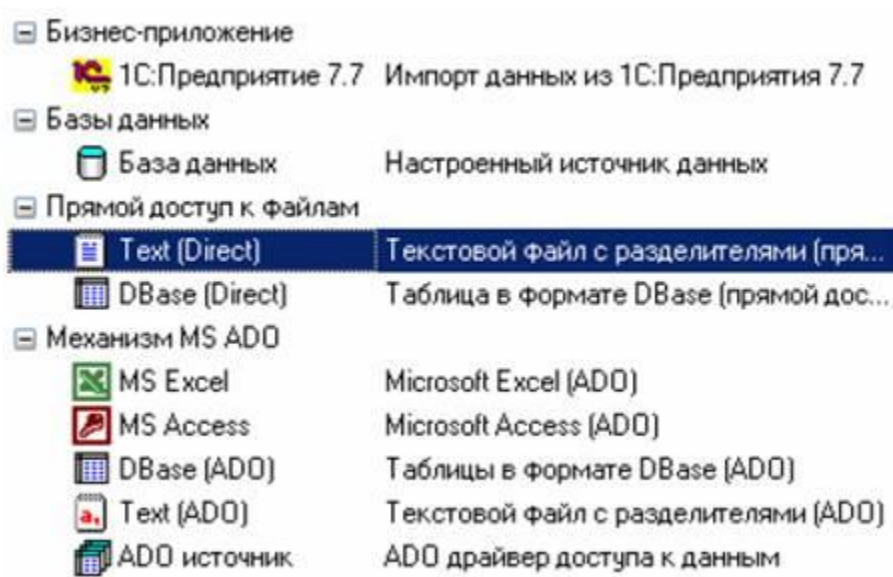 Бизнес-приложение
1С:Предприятие 7.7 Импорт данных из 1С:Предприятия 7.7
Базы данных
База данных Настроенный источник данных
Прямой доступ к файлам
Text (Direct) Текстовой файл с разделителями (пря...
DBase (Direct) Таблица в формате DBase (прямой дос...
Механизм MS ADO
MS Excel Microsoft Excel (ADO)
MS Access Microsoft Access (ADO)
DBase (ADO) Таблицы в формате DBase (ADO)
Text (ADO) Текстовой файл с разделителями (ADO)
ADO источник ADO драйвер доступа к данным